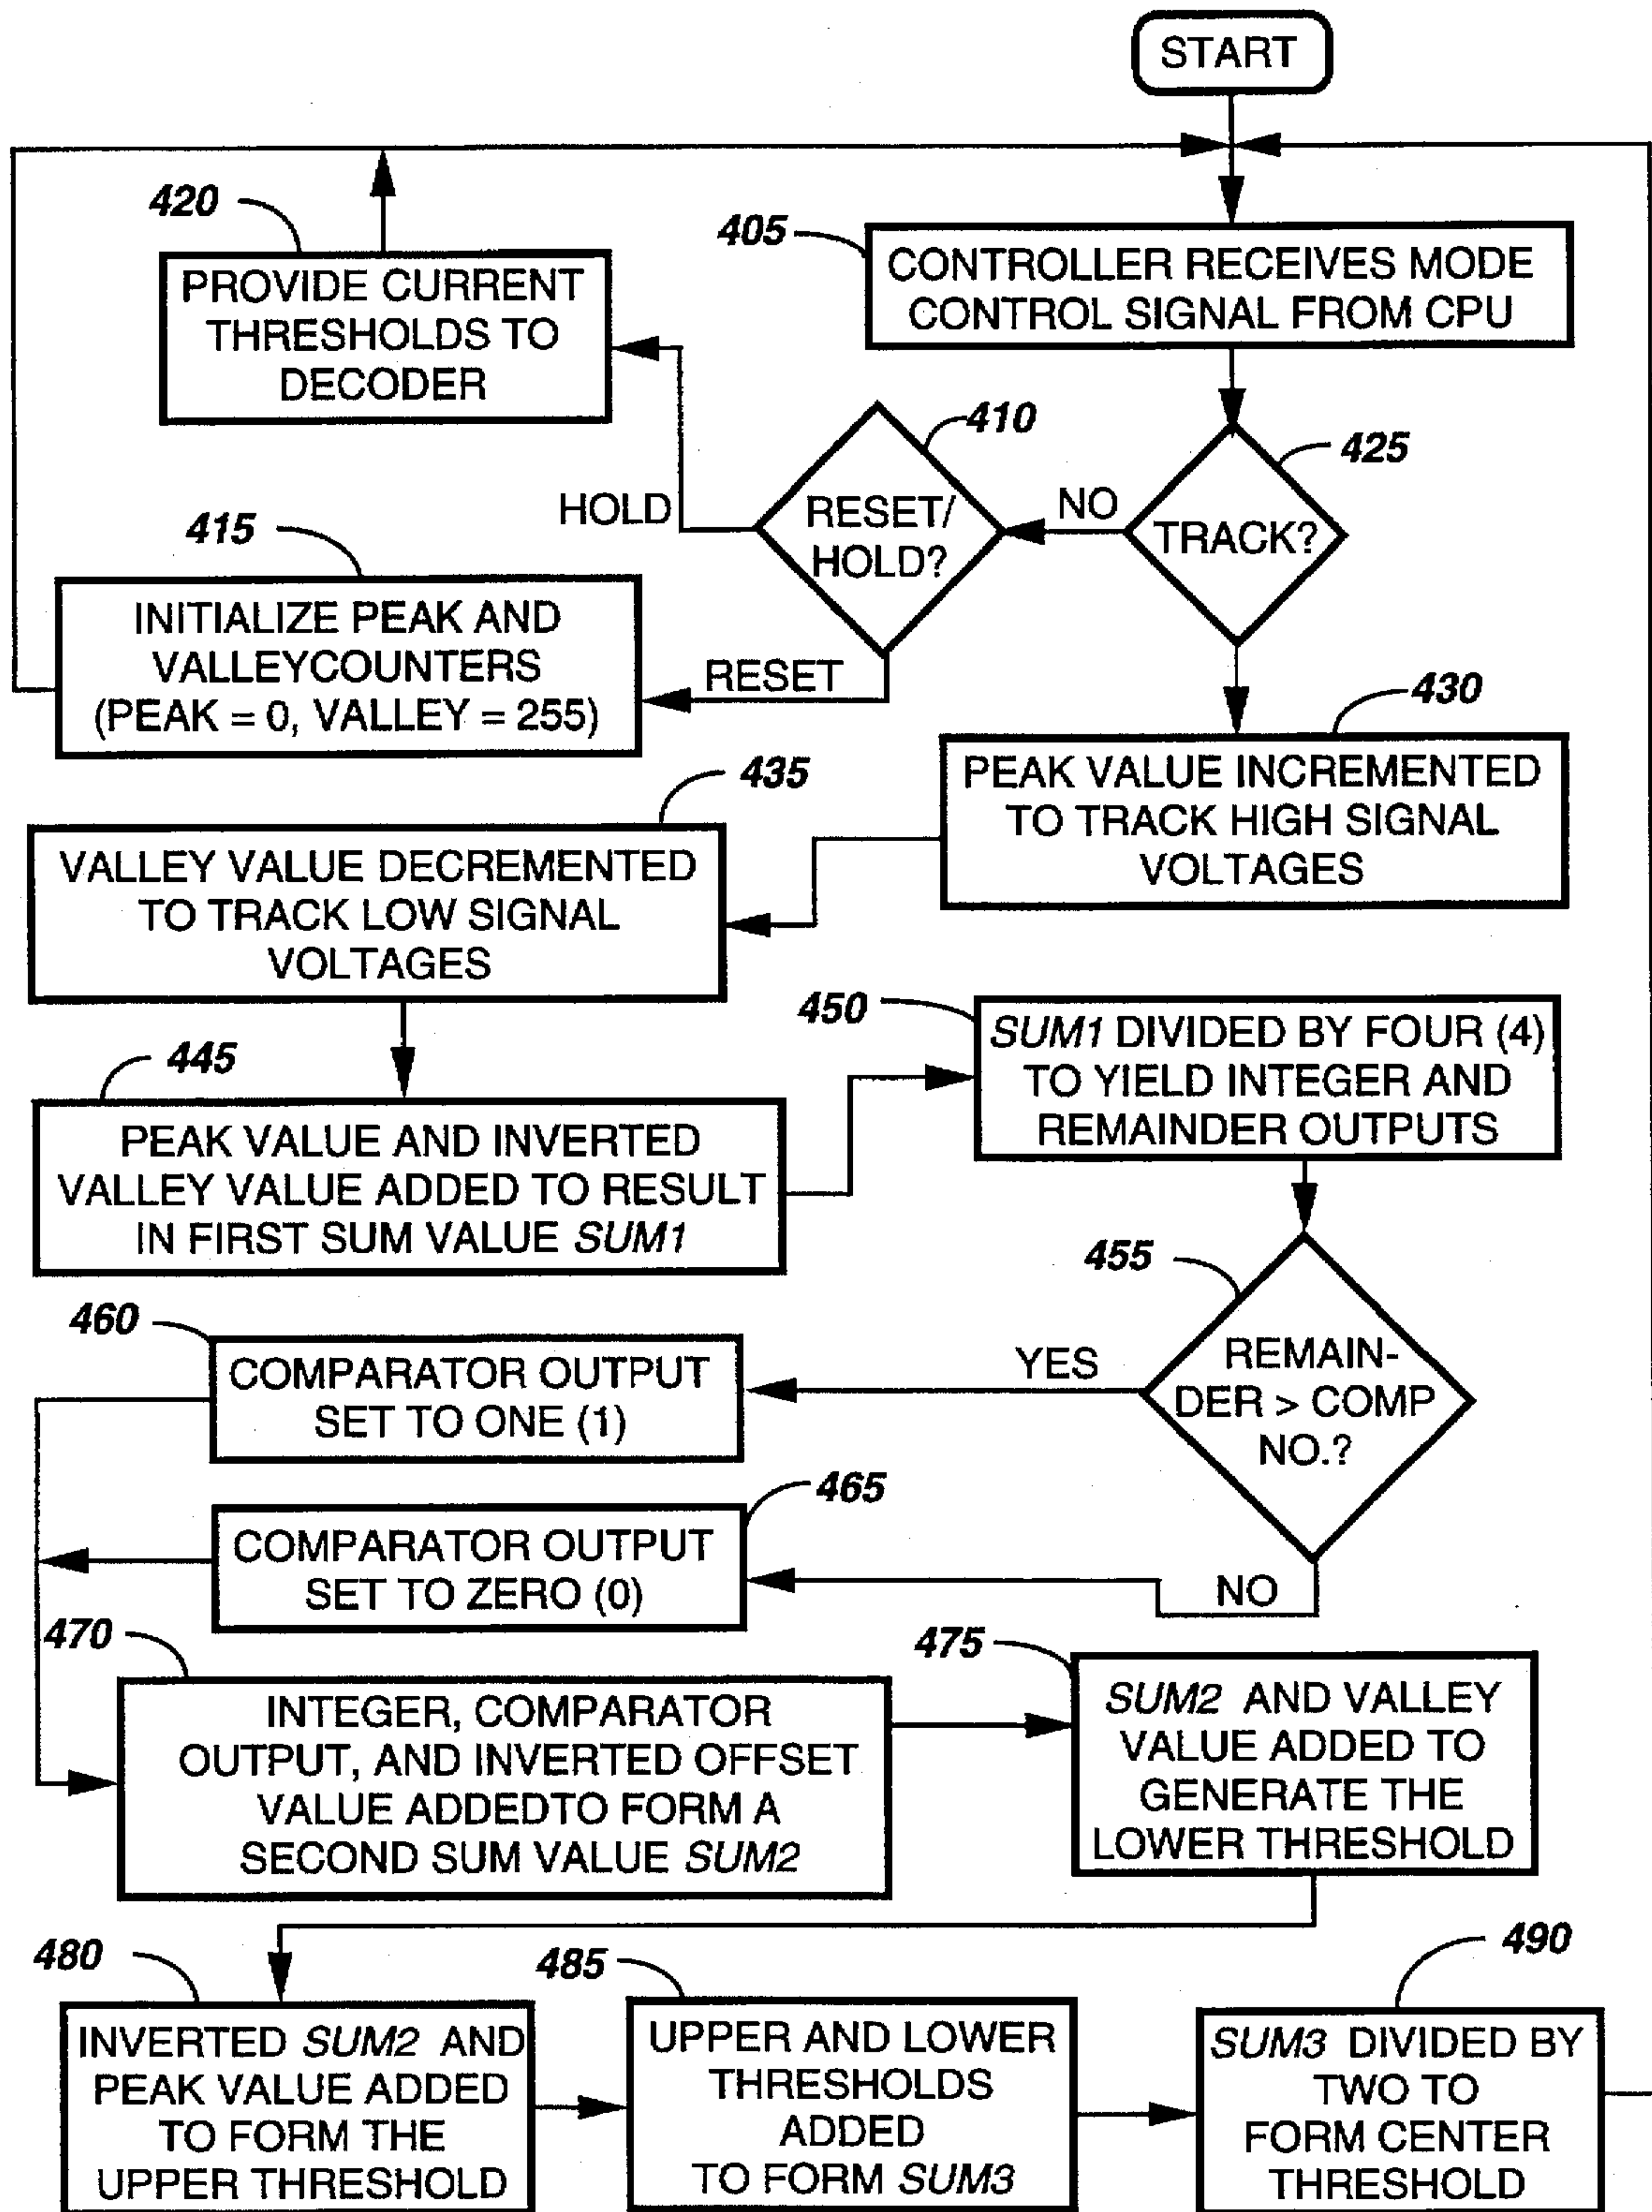 START
420
405
CONTROLLER RECEIVES MODE
CONTROL SIGNAL FROM CPU
PROVIDE CURRENT
THRESHOLDS TO
DECODER
410
425
HOLD
RESET/
HOLD?
NO
TRACK?
415
INITIALIZE PEAK AND
VALLEYCOUNTERS
(PEAK = 0, VALLEY = 255)
RESET
430
PEAK VALUE INCREMENTED
TO TRACK HIGH SIGNAL
VOLTAGES
435
VALLEY VALUE DECREMENTED
TO TRACK LOW SIGNAL
VOLTAGES
445
PEAK VALUE AND INVERTED
VALLEY VALUE ADDED TO RESULT
IN FIRST SUM VALUE SUM1
450
SUM1 DIVIDED BY FOUR (4)
TO YIELD INTEGER AND
REMAINDER OUTPUTS
455
REMAIN-
DER > COMP
NO.?
YES
460
COMPARATOR OUTPUT
SET TO ONE (1)
465
COMPARATOR OUTPUT
SET TO ZERO (0)
NO
470
INTEGER, COMPARATOR
OUTPUT, AND INVERTED OFFSET
VALUE ADDEDTO FORM A
SECOND SUM VALUE SUM2
475
SUM2 AND VALLEY
VALUE ADDED TO
GENERATE THE
LOWER THRESHOLD
480
INVERTED SUM2 AND
PEAK VALUE ADDED
TO FORM THE
UPPER THRESHOLD
485
UPPER AND LOWER
THRESHOLDS
ADDED
TO FORM SUM3
490
SUM3 DIVIDED BY
TWO TO
FORM CENTER
THRESHOLD